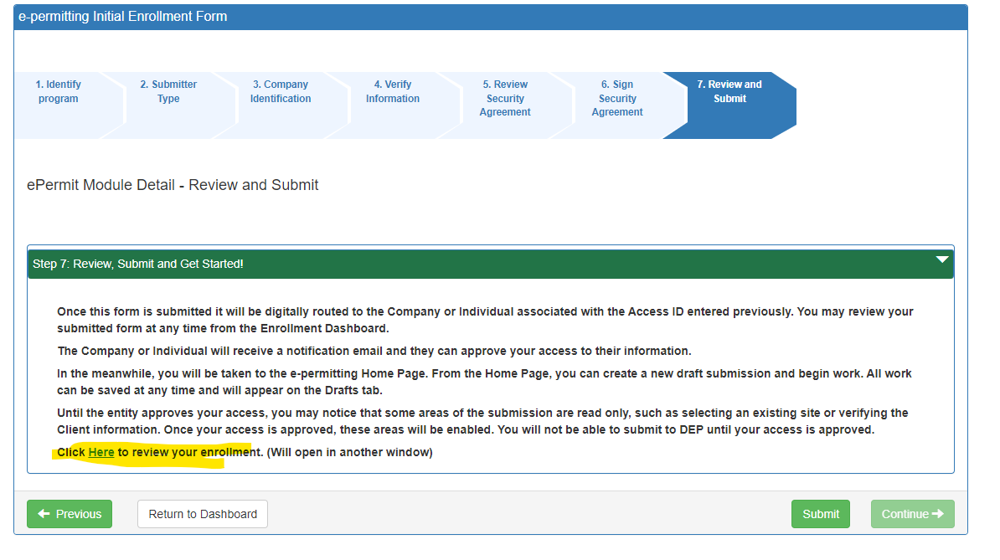 e-permitting Initial Enrollment Form
1. Identify
program
2. Submitter
Type
3. Company
Identification
4. Verify
Information
5. Review
Security
Agreement
6. Sign
Security
Agreement
7. Review and
Submit
ePermit Module Detail - Review and Submit
Step 7: Review, Submit and Get Started!
Once this form is submitted it will be digitally routed to the Company or Individual associated with the Access ID entered previously. You may review your
submitted form at any time from the Enrollment Dashboard.
The Company or Individual will receive a notification email and they can approve your access to their information.
In the meanwhile, you will be taken to the e-permitting Home Page. From the Home Page, you can create a new draft submission and begin work. All work
can be saved at any time and will appear on the Drafts tab.
Until the entity approves your access, you may notice that some areas of the submission are read only, such as selecting an existing site or verifying the
Client information. Once your access is approved, these areas will be enabled. You will not be able to submit to DEP until your access is approved.
Click Here to review your enrollment. (Will open in another window)
Previous
Return to Dashboard
Submit
Continue